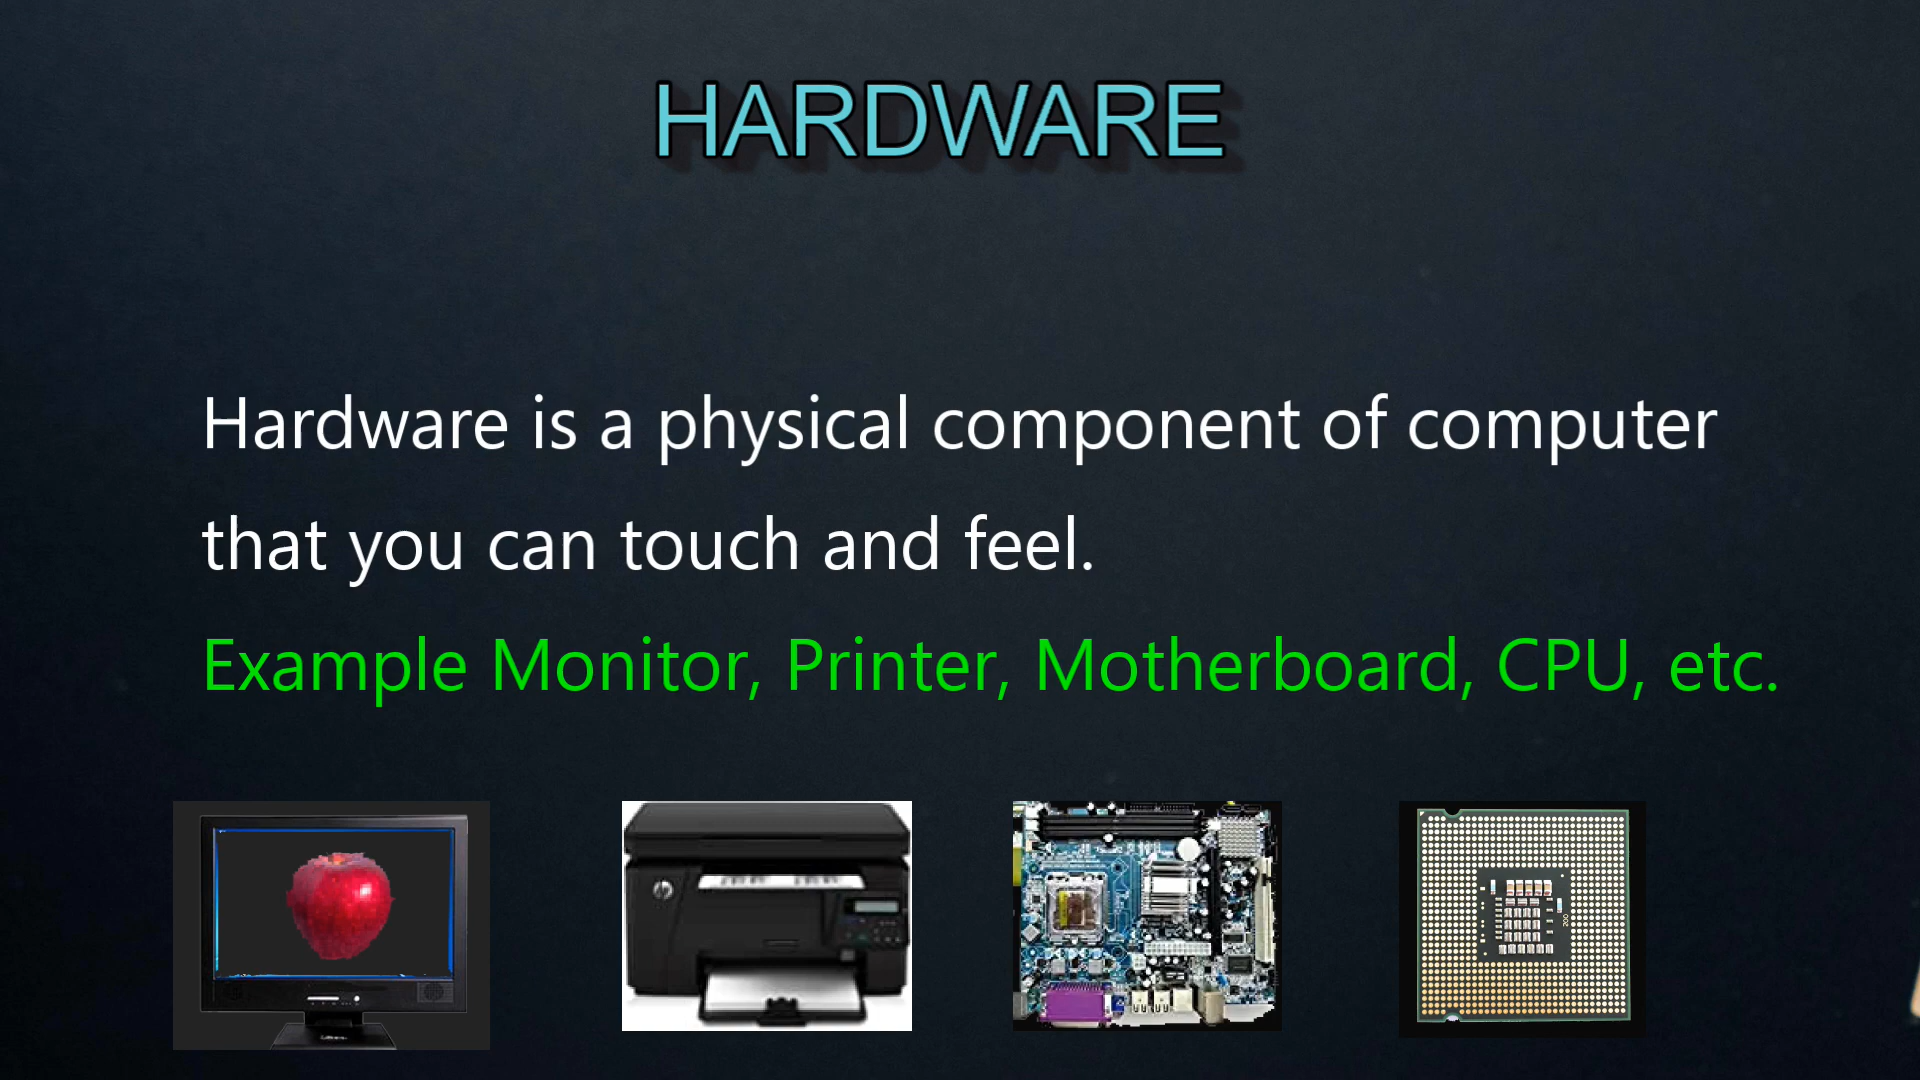 HARDWARE
Hardware is a physical component of computer
that you can touch and feel.
Example Monitor, Printer, Motherboard, CPU, etc.
hp